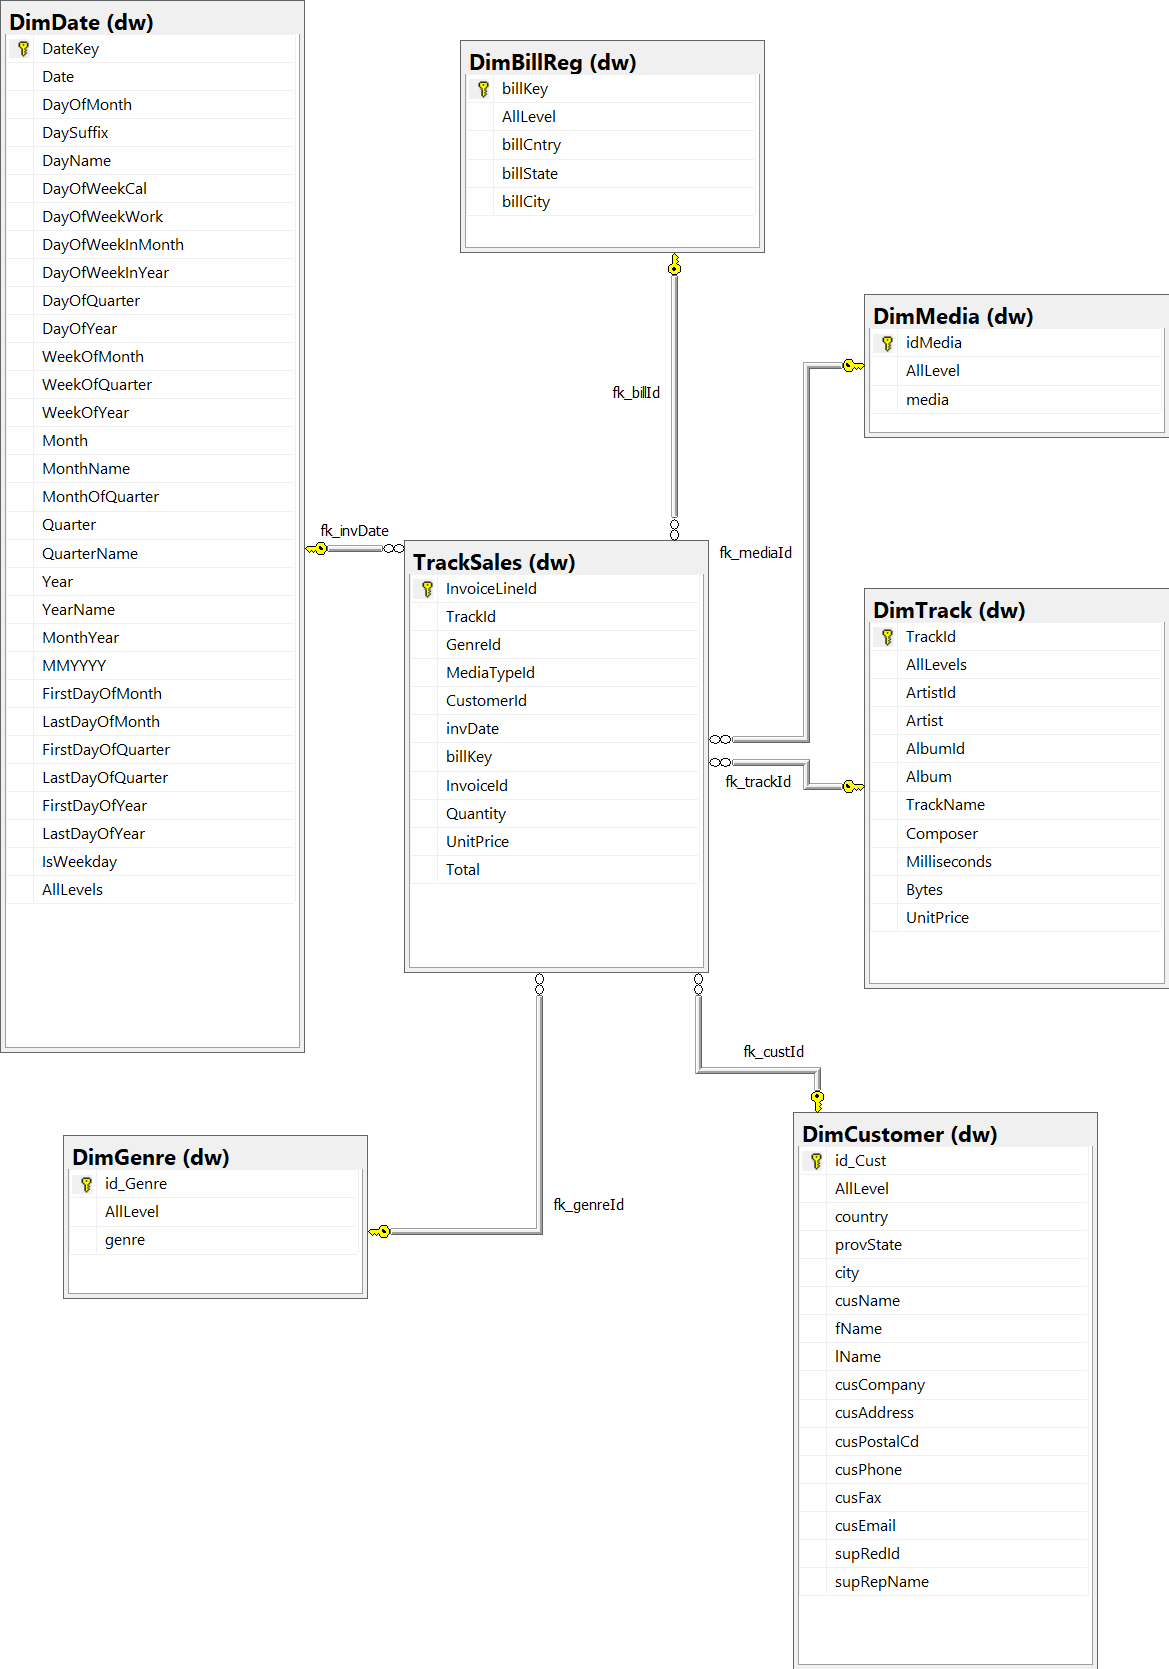 DimDate (dw)
DateKey
Date
DayOfMonth
DaySuffix
DayName
DayOfWeekCal
DayOfWeekWork
DayOfWeekInMonth
DayOfWeekInYear
DayOfQuarter
DayOfYear
WeekOfMonth
WeekOfQuarter
WeekOfYear
Month
MonthName
MonthOfQuarter
Quarter
QuarterName
Year
YearName
MonthYear
MMYYYY
FirstDayOfMonth
LastDayOfMonth
FirstDayOfQuarter
LastDayOfQuarter
FirstDayOfYear
LastDayOfYear
IsWeekday
AllLevels
DimBillReg (dw)
billKey
AllLevel
billCntry
billState
billCity
fk_billId
DimMedia (dw)
idMedia
AllLevel
media
fk_invDate
fk_mediaId
TrackSales (dw)
InvoiceLineId
TrackId
GenreId
MediaTypeId
CustomerId
invDate
billKey
InvoiceId
Quantity
UnitPrice
Total
DimTrack (dw)
TrackId
AllLevels
ArtistId
Artist
AlbumId
Album
TrackName
Composer
Milliseconds
Bytes
UnitPrice
fk_trackId
fk_custId
DimGenre (dw)
id_Genre
AllLevel
genre
fk_genreId
DimCustomer (dw)
id_Cust
AllLevel
country
provState
city
cusName
fName
lName
cusCompany
cusAddress
cusPostalCd
cusPhone
cusFax
cusEmail
supRedId
supRepName